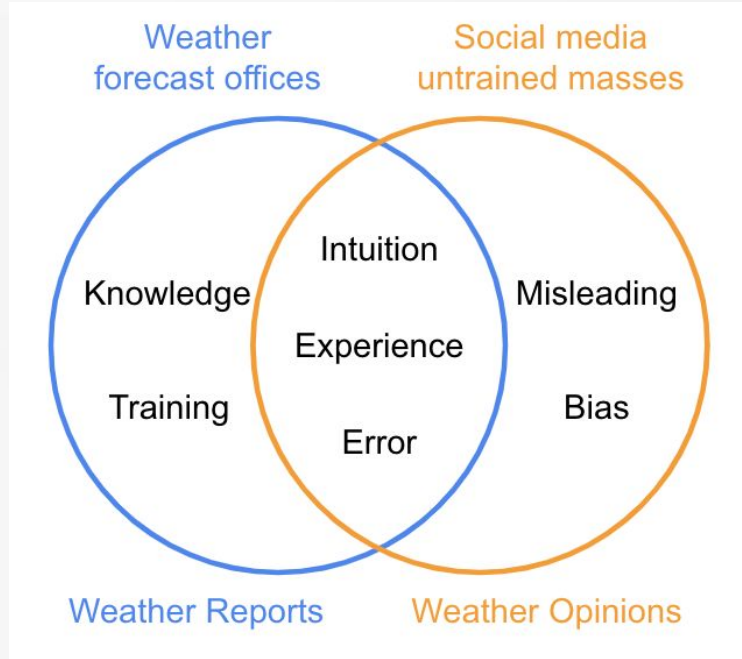 Weather
forecast offices
Social media
untrained masses
Knowledge
Training
Intuition
Experience
Error
Misleading
Bias
Weather Reports
Weather Opinions